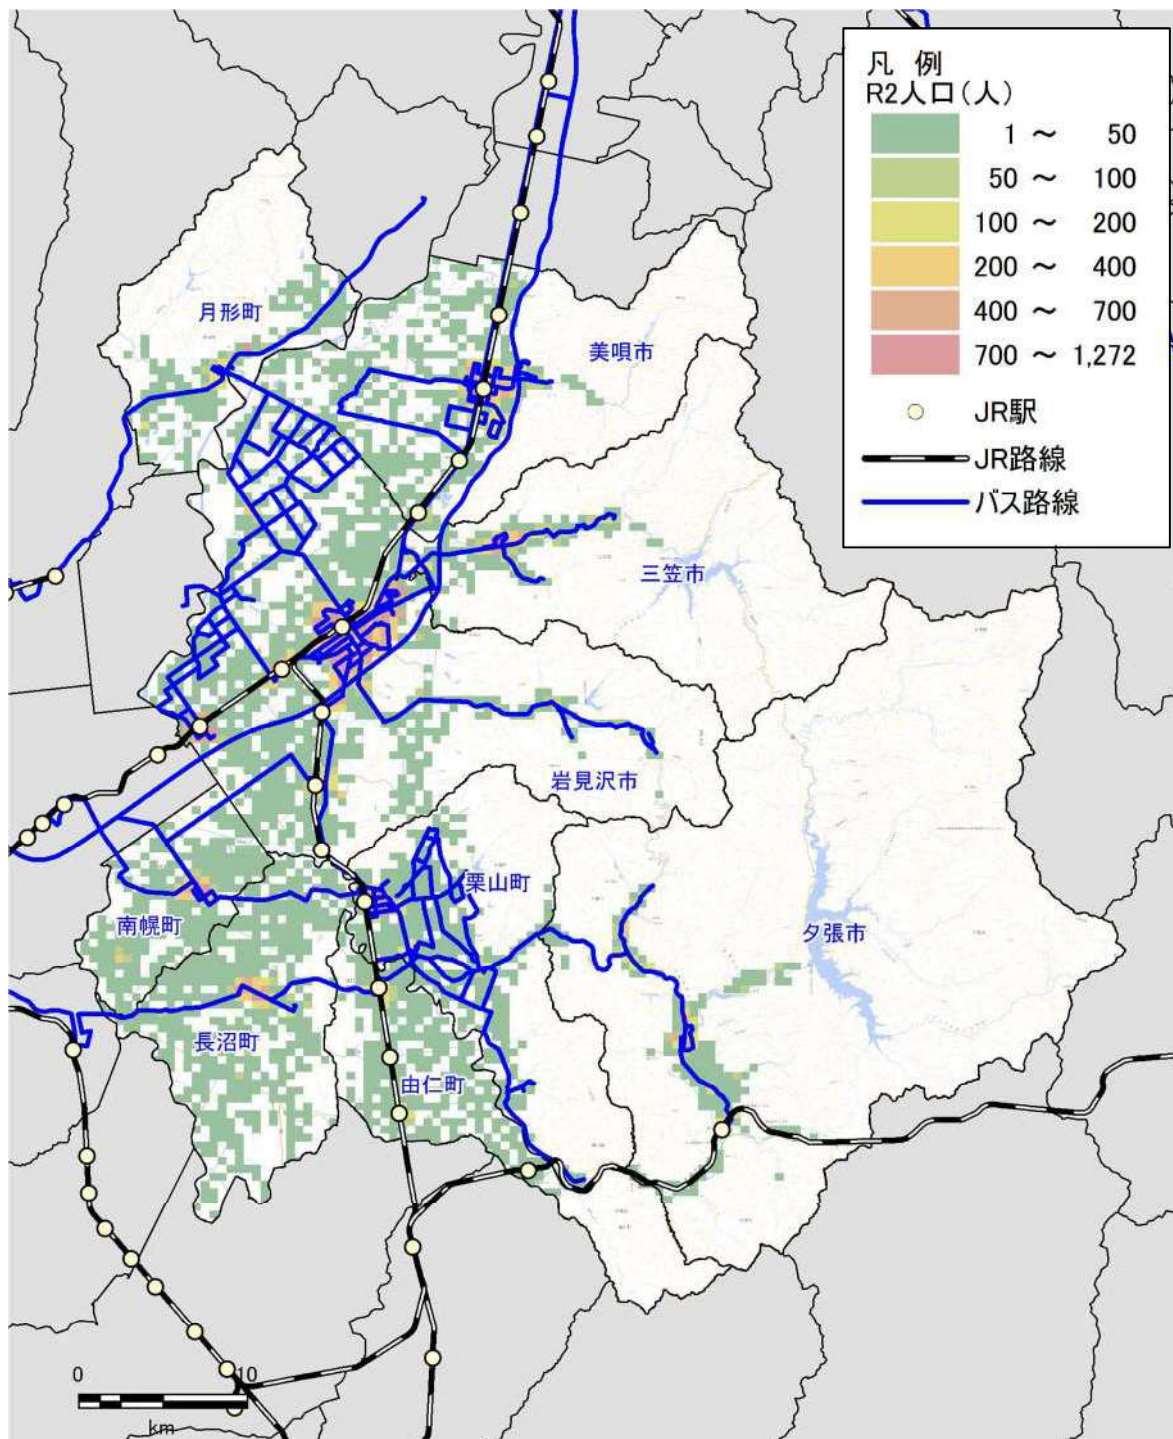 凡 例
R2人口(人)
1 ～ 50
50 ～ 100
100 ～ 200
200 ～ 400
400 ～ 700
700 ～ 1,272
JR駅
JR路線
バス路線
月形町
美唄市
三笠市
岩見沢市
栗山町
夕張市
南幌町
長沼町
由仁町
0 10
km